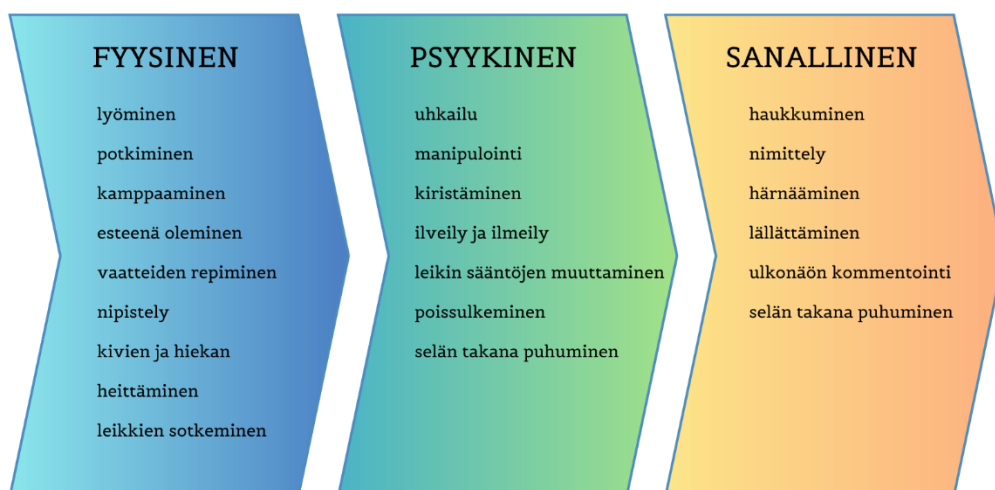 FYYSINEN
lyöminen
potkiminen
kamppaaminen
esteenä oleminen
vaatteiden repiminen
nipistely
kivien ja hiekan
heittäminen
leikkien sotkeminen
PSYYKINEN
uhkailu
manipulointi
kiristäminen
ilveily ja ilmeily
leikin sääntöjen muuttaminen
poissulkeminen
selän takana puhuminen
SANALLINEN
haukkuminen
nimittely
härnääminen
lällättäminen
ulkonäön kommentointi
selän takana puhuminen